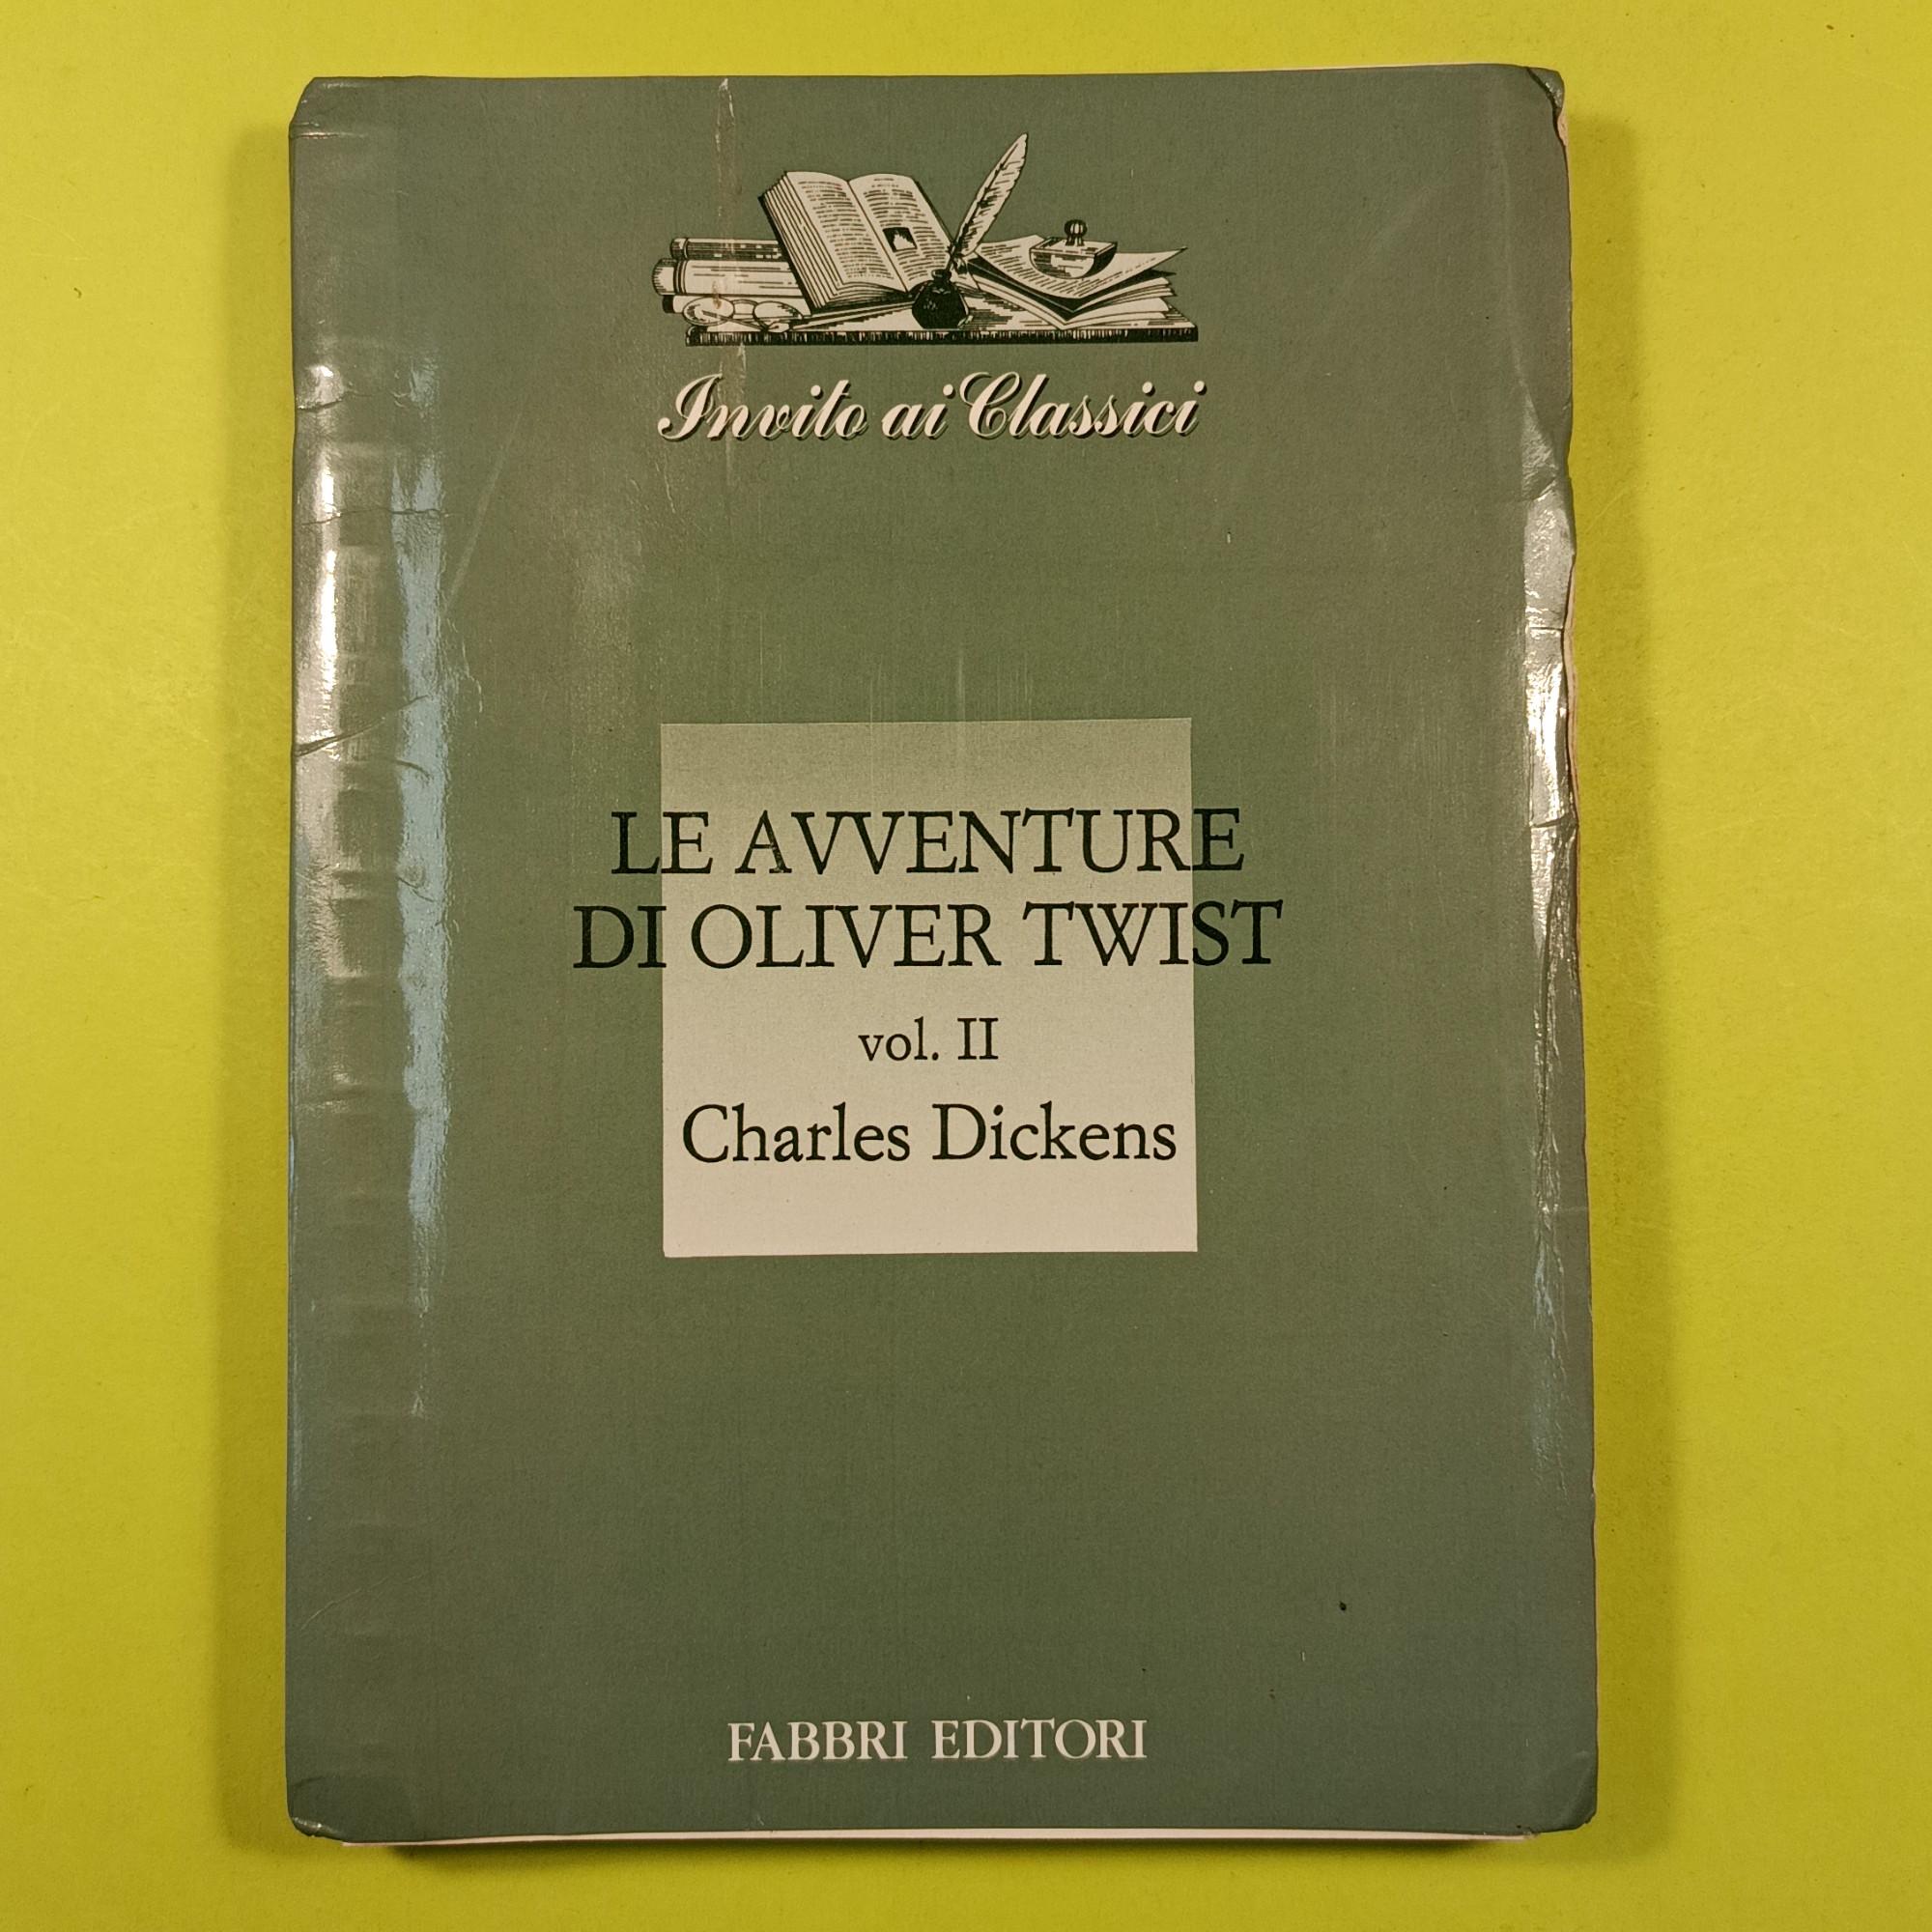 Invito ai Classici
LE AVVENTURE
DI OLIVER TWIST
vol. II
Charles Dickens
FABBRI EDITORI